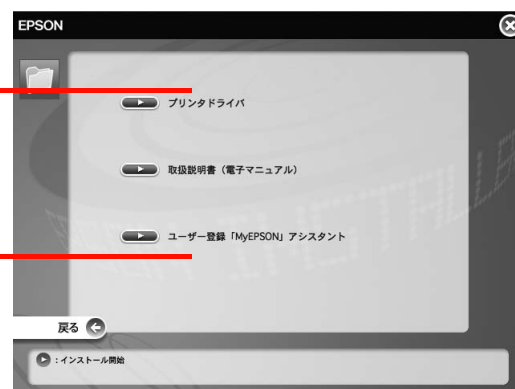 EPSON
プリンタドライバ
取扱説明書（電子マニュアル）
ユーザー登録「MyEPSON」アシスタント
戻る
：インストール開始